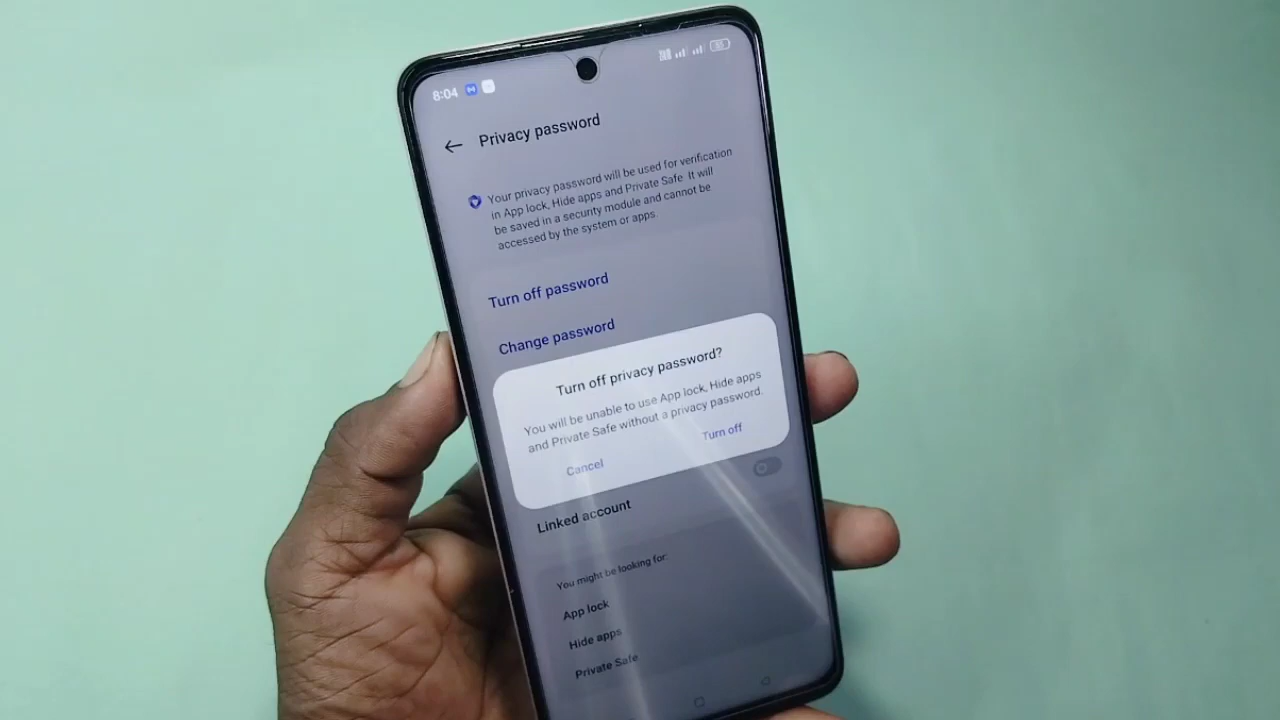 8:04
Privacy password
Your privacy password will be used for verification
in App lock, Hide apps and Private Safe. It will
be saved in a security module and cannot be
accessed by the system or apps.
Turn off password
Change password
Turn off privacy password?
You will be unable to use App lock, Hide apps
and Private Safe without a privacy password.
Cancel
Turn off
Linked account
You might be looking for:
App lock
Hide apps
Private Safe